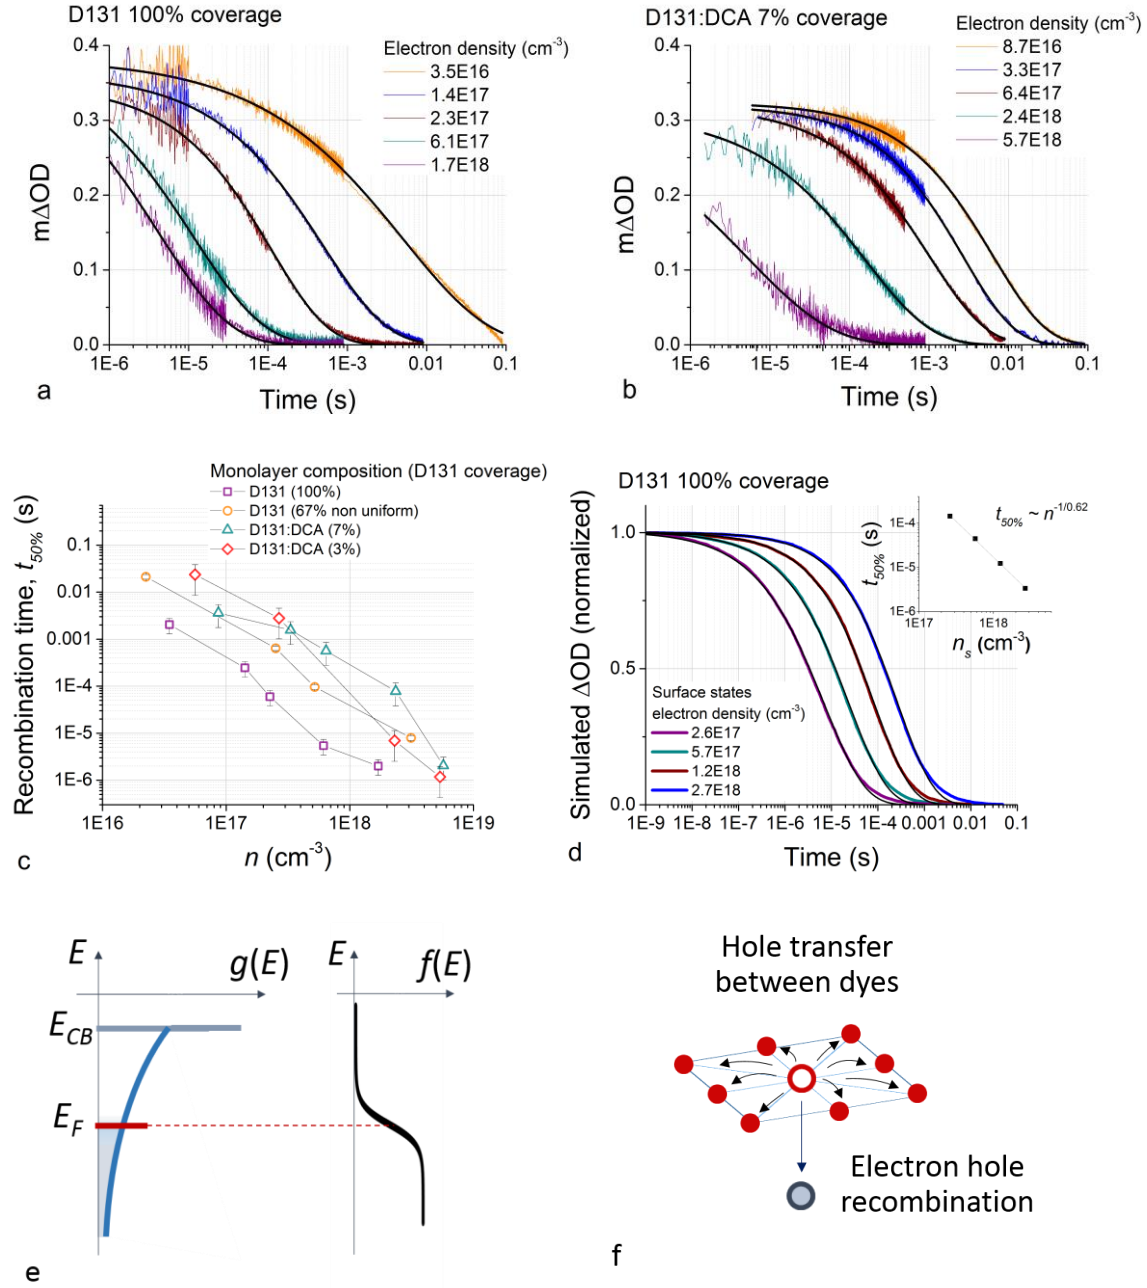 D131 100% coverage
Electron density (cm-3)
3.5E16
1.4E17
2.3E17
6.1E17
1.7E18
0.4
0.3
0.2
0.1
0.0
m∆OD
1E-6
1E-5
1E-4
1E-3
0.01
0.1
Time (s)
a
D131:DCA 7% coverage
Electron density (cm-3)
8.7E16
3.3E17
6.4E17
2.4E18
5.7E18
0.4
0.3
0.2
0.1
0.0
m∆OD
1E-6
1E-5
1E-4
1E-3
0.01
0.1
Time (s)
b
Monolayer composition (D131 coverage)
D131 (100%)
D131 (67% non uniform)
D131:DCA (7%)
D131:DCA (3%)
Recombination time, t50% (s)
0.1
0.01
0.001
1E-4
1E-5
1E-6
1E16
1E17
1E18
1E19
n (cm-3)
c
D131 100% coverage
Simulated ∆OD (normalized)
1.0
0.5
0.0
Surface states
electron density (cm-3)
2.6E17
5.7E17
1.2E18
2.7E18
1E-9
1E-8
1E-7
1E-6
1E-5
1E-4
0.001
0.01
0.1
Time (s)
t50% ~ n-1/0.62
t50% (s)
1E-4
1E-5
1E-6
1E17
1E18
ns (cm-3)
d
E
g(E)
ECB
EF
E
f(E)
e
Hole transfer
between dyes
Electron hole
recombination
f